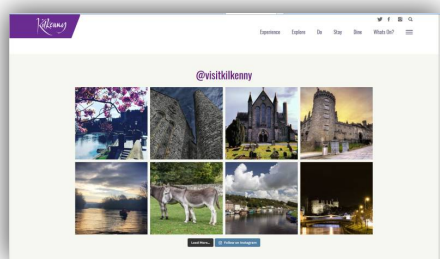 Kilkenny
Experience Explore Do Stay Dine Whats On?
@visitkilkenny
Load More... Follow on Instagram